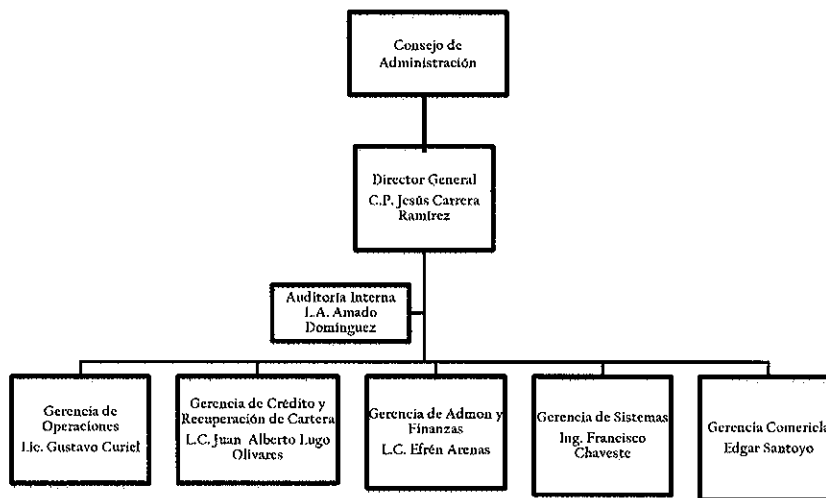 Consejo de
Administración
Director General
C.P. Jesús Carrera
Ramírez
Auditoría Interna
L.A. Amado
Domínguez
Gerencia de
Operaciones
Lic. Gustavo Curiel
Gerencia de Crédito y
Recuperación de Cartera
L.C. Juan Alberto Lugo
Olivares
Gerencia de Admon y
Finanzas
L.C. Efrén Arenas
Gerencia de Sistemas
Ing. Francisco
Chaveste
Gerencia Comercial
Edgar Santoyo